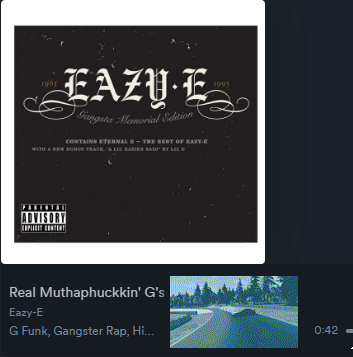 1963 EAZY·E 1995
Gangsta Memorial Edition
CONTAINS ETERNAL E – THE BEST OF EAZY-E
WITH A NEW BONUS TRACK, "A LIL EAZIER SAID" BY LIL E
PARENTAL
ADVISORY
EXPLICIT CONTENT
Real Muthaphuckkin' G's
Eazy-E
G Funk, Gangster Rap, Hi...
0:42